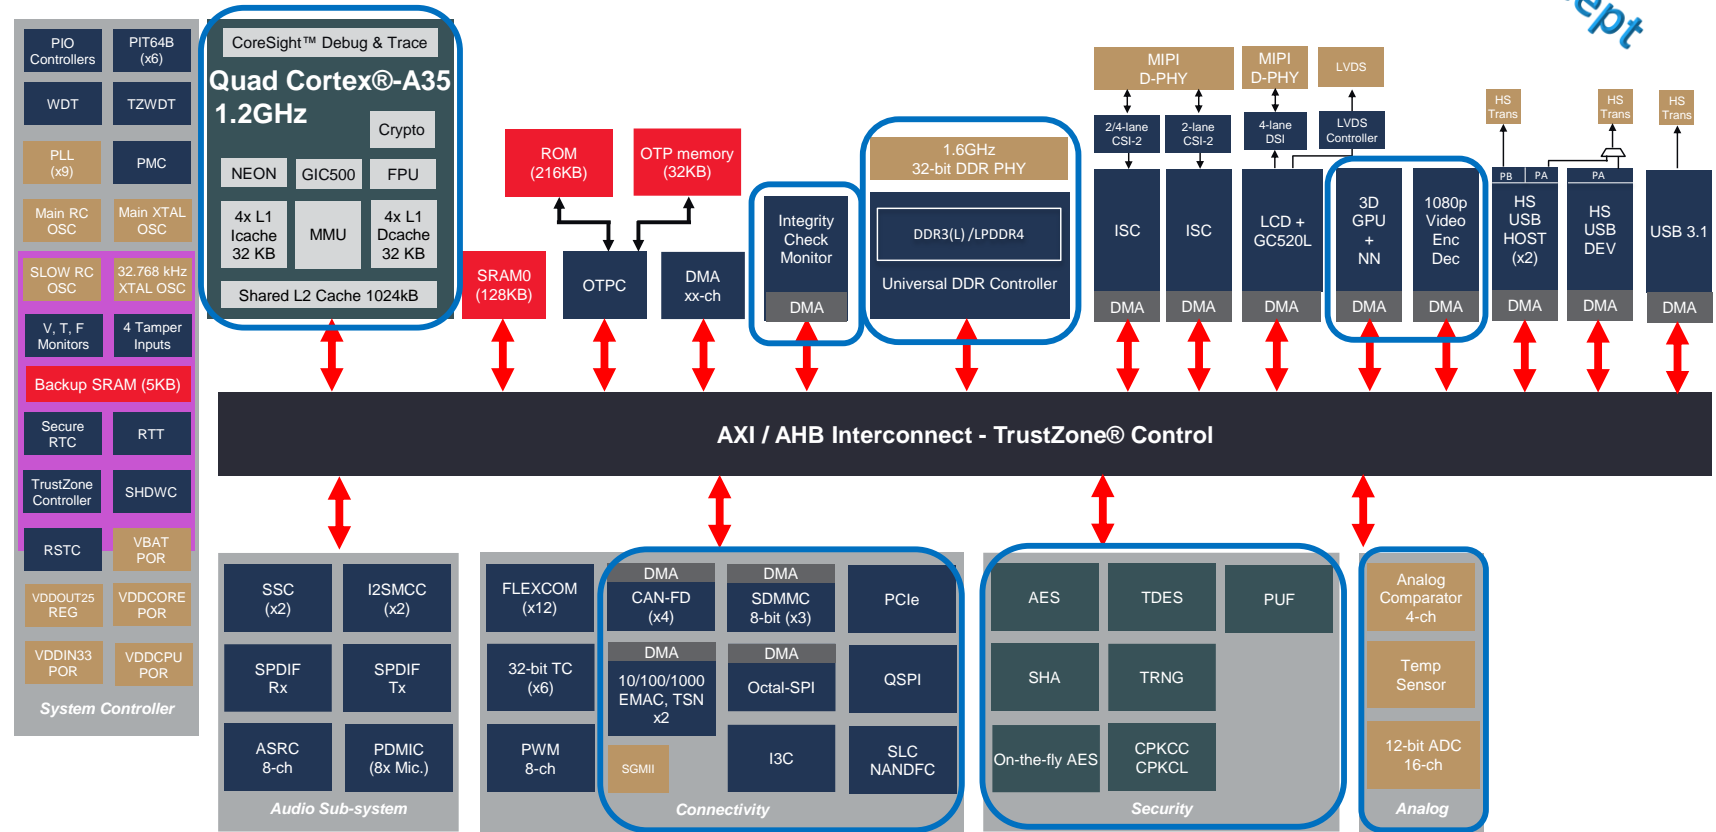 PIO
Controllers
PIT64B
(x6)
WDT
TZWDT
PLL
(x9)
PMC
Main RC
OSC
Main XTAL
OSC
SLOW RC
OSC
32.768 kHz
XTAL OSC
V, T, F
Monitors
4 Tamper
Inputs
Backup SRAM (5KB)
Secure
RTC
RTT
TrustZone
Controller
SHDWC
RSTC
VBAT
POR
VDDOUT25
REG
VDDCORE
POR
VDDIN33
POR
VDDCPU
POR
System Controller
CoreSight™ Debug & Trace
Quad Cortex®-A35
1.2GHz
Crypto
NEON
GIC500
FPU
4x L1
Icache
32 KB
MMU
4x L1
Dcache
32 KB
Shared L2 Cache 1024kB
ROM
(216KB)
OTP memory
(32KB)
SRAM0
(128KB)
OTPC
DMA
xx-ch
Integrity
Check
Monitor
DMA
1.6GHz
32-bit DDR PHY
DDR3(L) /LPDDR4
Universal DDR Controller
MIPI
D-PHY
MIPI
D-PHY
LVDS
2/4-lane
CSI-2
2-lane
CSI-2
4-lane
DSI
LVDS
Controller
ISC
DMA
ISC
DMA
LCD +
GC520L
DMA
3D
GPU
+
NN
DMA
1080p
Video
Enc
Dec
DMA
HS
Trans
HS
Trans
HS
Trans
PB
PA
HS
USB
HOST
(x2)
DMA
PA
HS
USB
DEV
DMA
USB 3.1
DMA
AXI / AHB Interconnect - TrustZone® Control
SSC
(x2)
I2SMCC
(x2)
SPDIF
Rx
SPDIF
Tx
ASRC
8-ch
PDMIC
(8x Mic.)
Audio Sub-system
FLEXCOM
(x12)
DMA
CAN-FD
(x4)
DMA
SDMMC
8-bit (x3)
PCIe
32-bit TC
(x6)
DMA
10/100/1000
EMAC, TSN
x2
DMA
Octal-SPI
QSPI
PWM
8-ch
SGMII
I3C
SLC
NANDFC
Connectivity
AES
TDES
PUF
SHA
TRNG
On-the-fly AES
CPKCC
CPKCL
Security
Analog
Comparator
4-ch
Temp
Sensor
12-bit ADC
16-ch
Analog